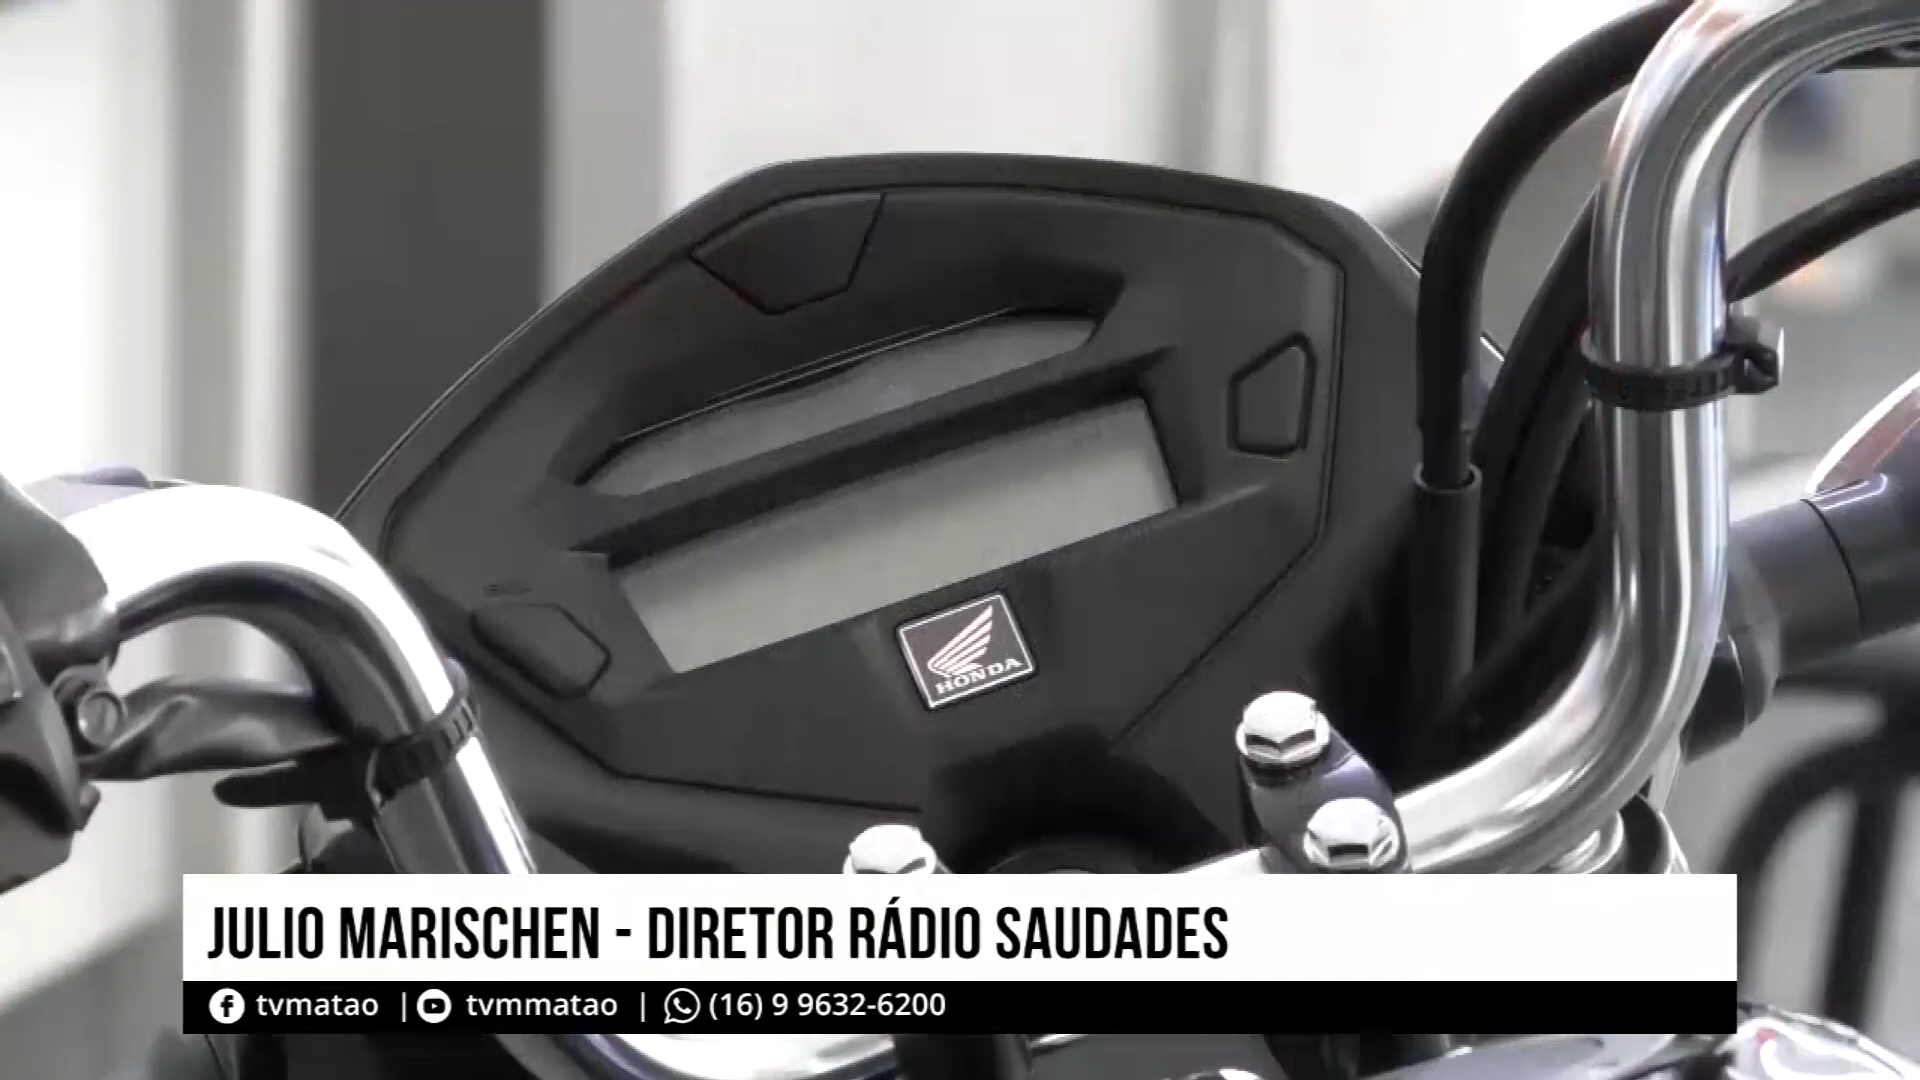 HONDA
JULIO MARISCHEN - DIRETOR RÁDIO SAUDADES
tvmatao | tvmmatao | (16) 9 9632-6200